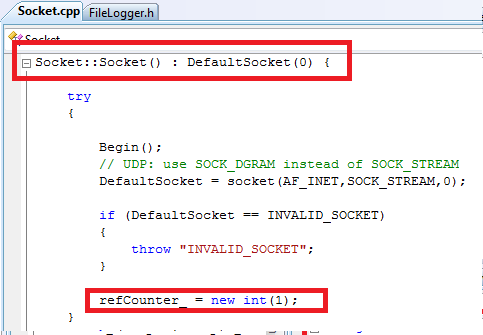 Socket.cpp FileLogger.h
Socket
Socket::Socket() : DefaultSocket(0) {
try
{
Begin();
// UDP: use SOCK_DGRAM instead of SOCK_STREAM
DefaultSocket = socket(AF_INET,SOCK_STREAM,0);
if (DefaultSocket == INVALID_SOCKET)
{
throw "INVALID_SOCKET";
}
refCounter_ = new int(1);
}